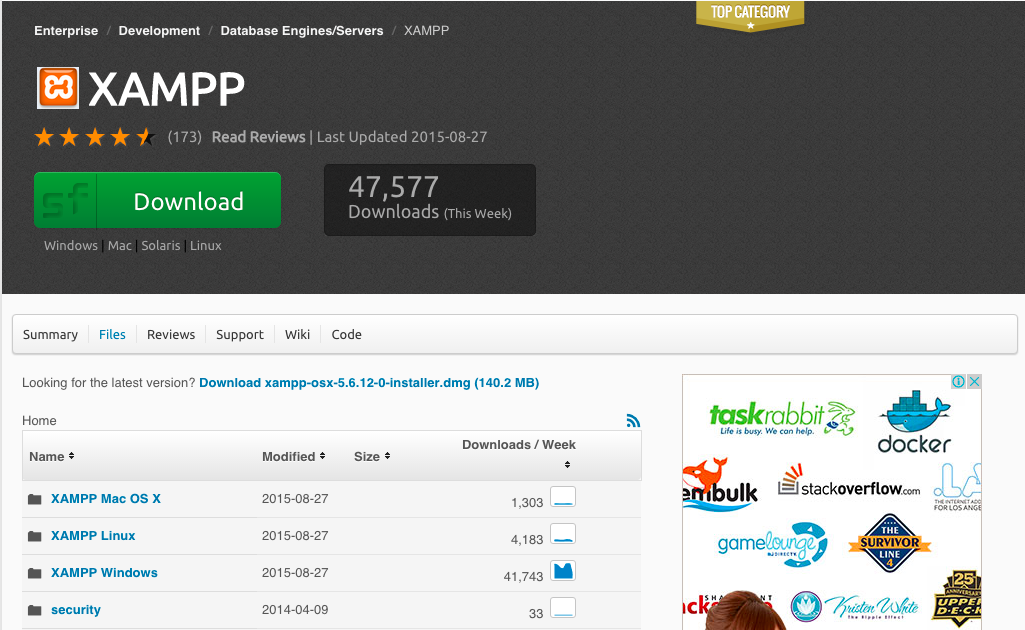 TOP CATEGORY
Enterprise / Development / Database Engines/Servers / XAMPP
XAMPP
(173) Read Reviews | Last Updated 2015-08-27
sf Download
47,577
Downloads (This Week)
Windows | Mac | Solaris | Linux
Summary Files Reviews Support Wiki Code
Looking for the latest version? Download xampp-osx-5.6.12-0-installer.dmg (140.2 MB)
Home
Name Modified Size Downloads / Week
XAMPP Mac OS X 2015-08-27 1,303
XAMPP Linux 2015-08-27 4,183
XAMPP Windows 2015-08-27 41,743
security 2014-04-09 33
taskrabbit
Life is busy. We can help.
docker
embulk
stackoverflow.com
LA
THE INTERNET ADD
FOR LOS ANGEL
gamelounge
DIRECTX
THE
SURVIVOR
LINE
4
Kristen White
The Ripple Effect
25
ANNIVERSARY
UPPER
DECK